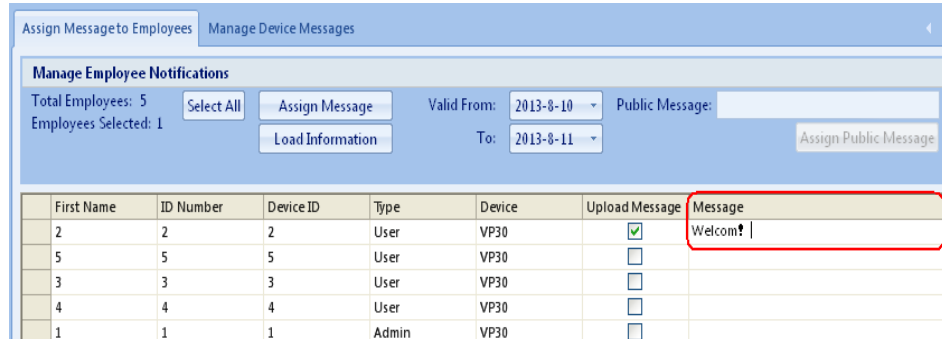 Assign Message to Employees Manage Device Messages
Manage Employee Notifications
Total Employees: 5 Select All Assign Message Valid From: 2013-8-10 Public Message:
Employees Selected: 1 Load Information To: 2013-8-11 Assign Public Message
First Name ID Number Device ID Type Device Upload Message Message
2 2 2 User VP30 Welcom!
5 5 5 User VP30
3 3 3 User VP30
4 4 4 User VP30
1 1 1 Admin VP30